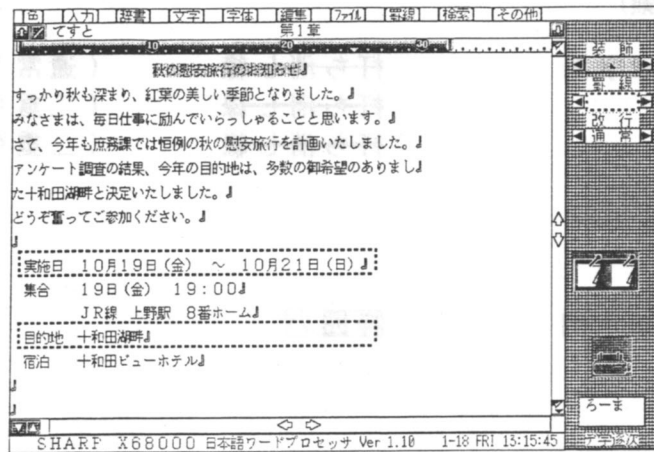 [色] [入力] [辞書] [文字] [字体] [編集] [ファイル] [罫線] [検索] [その他]
てすと 第1章
10 20 30
秋の慰安旅行のお知らせ
すっかり秋も深まり、紅葉の美しい季節となりました。
みなさまは、毎日仕事に励んでいらっしゃることと思います。
さて、今年も庶務課では恒例の秋の慰安旅行を計画いたしました。
アンケート調査の結果、今年の目的地は、多数の御希望のありまし
た十和田湖畔と決定いたしました。
どうぞ奮ってご参加ください。
実施日 10月19日(金) ~ 10月21日(日)
集合 19日(金) 19:00
JR線 上野駅 8番ホーム
目的地 十和田湖畔
宿泊 十和田ビューホテル
装飾
罫線
改行
通常
ろーま
SHARP X68000 日本語ワードプロセッサ Ver 1.10 1-18 FRI 13:15:45